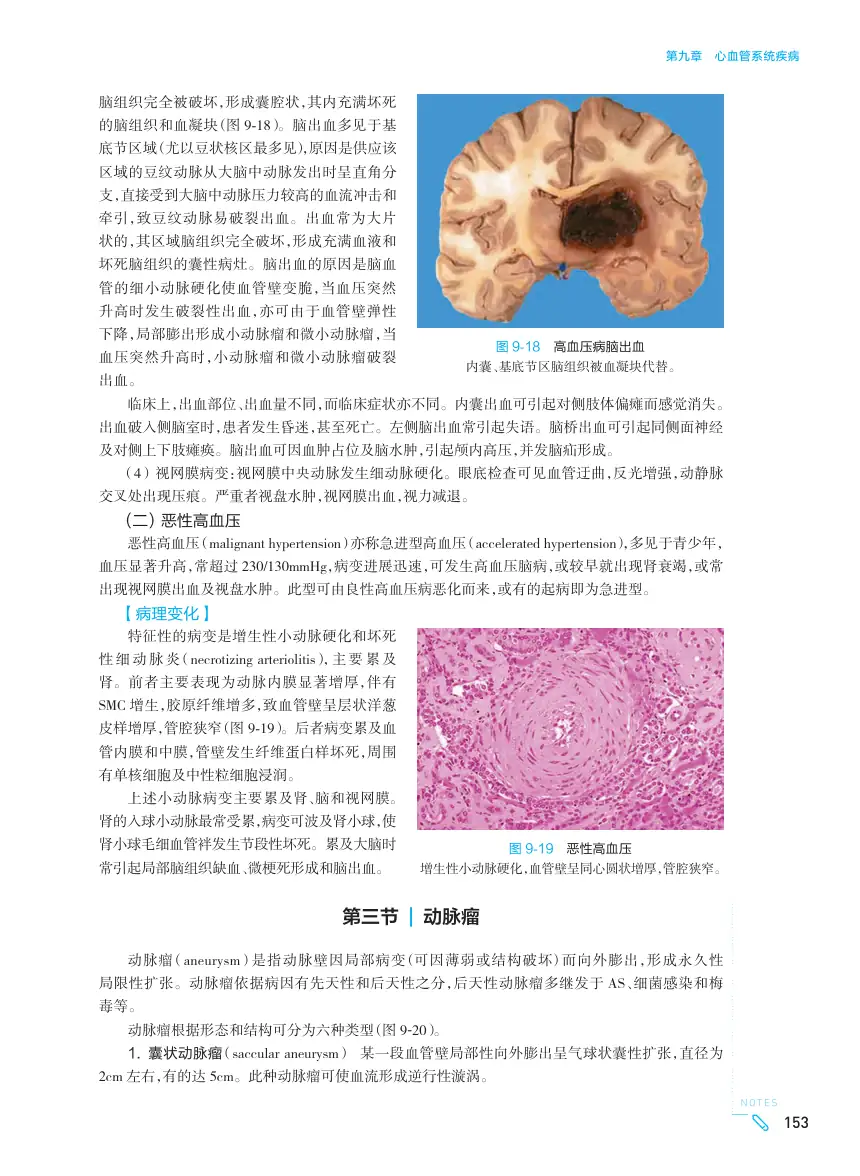 第九章 心血管系统疾病
脑组织完全被破坏,形成囊腔状,其内充满坏死
的脑组织和血凝块(图 9-18)。脑出血多见于基
底节区域(尤以豆状核区最多见),原因是供应该
区域的豆纹动脉从大脑中动脉发出时呈直角分
支,直接受到大脑中动脉压力较高的血流冲击和
牵引,致豆纹动脉易破裂出血。出血常为大片
状的,其区域脑组织完全破坏,形成充满血液和
坏死脑组织的囊性病灶。脑出血的原因是脑血
管的细小动脉硬化使血管壁变脆,当血压突然
升高时发生破裂性出血,亦可由于血管壁弹性
下降,局部膨出形成小动脉瘤和微小动脉瘤,当
血压突然升高时,小动脉瘤和微小动脉瘤破裂
出血。
图 9-18 高血压病脑出血
内囊、基底节区脑组织被血凝块代替。
临床上,出血部位、出血量不同,而临床症状亦不同。内囊出血可引起对侧肢体偏瘫而感觉消失。
出血破入侧脑室时,患者发生昏迷,甚至死亡。左侧脑出血常引起失语。脑桥出血可引起同侧面神经
及对侧上下肢瘫痪。脑出血可因血肿占位及脑水肿,引起颅内高压,并发脑疝形成。
(4)视网膜病变:视网膜中央动脉发生细动脉硬化。眼底检查可见血管迂曲,反光增强,动静脉
交叉处出现压痕。严重者视盘水肿,视网膜出血,视力减退。
(二)恶性高血压
恶性高血压(malignant hypertension)亦称急进型高血压(accelerated hypertension),多见于青少年,
血压显著升高,常超过 230/130mmHg,病变进展迅速,可发生高血压脑病,或较早就出现肾衰竭,或常
出现视网膜出血及视盘水肿。此型可由良性高血压病恶化而来,或有的起病即为急进型。
【病理变化】
特征性的病变是增生性小动脉硬化和坏死
性细动脉炎(necrotizing arteriolitis),主要累及
肾。前者主要表现为动脉内膜显著增厚,伴有
SMC 增生,胶原纤维增多,致血管壁呈层状洋葱
皮样增厚,管腔狭窄(图 9-19)。后者病变累及血
管内膜和中膜,管壁发生纤维蛋白样坏死,周围
有单核细胞及中性粒细胞浸润。
上述小动脉病变主要累及肾、脑和视网膜。
肾的入球小动脉最常受累,病变可波及肾小球,使
肾小球毛细血管袢发生节段性坏死。累及大脑时
常引起局部脑组织缺血、微梗死形成和脑出血。
图 9-19 恶性高血压
增生性小动脉硬化,血管壁呈同心圆状增厚,管腔狭窄。
第三节 | 动脉瘤
动脉瘤(aneurysm)是指动脉壁因局部病变(可因薄弱或结构破坏)而向外膨出,形成永久性
局限性扩张。动脉瘤依据病因有先天性和后天性之分,后天性动脉瘤多继发于 AS、细菌感染和梅
毒等。
动脉瘤根据形态和结构可分为六种类型(图 9-20)。
1. 囊状动脉瘤(saccular aneurysm) 某一段血管壁局部性向外膨出呈气球状囊性扩张,直径为
2cm 左右,有的达 5cm。此种动脉瘤可使血流形成逆行性漩涡。
NOTES
153